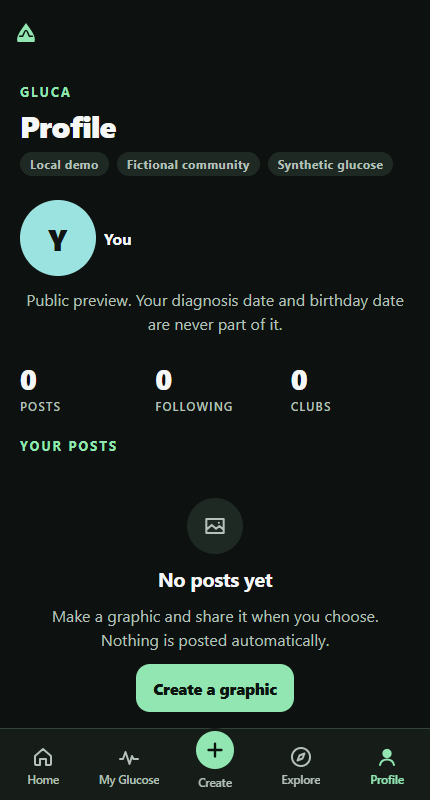 GLUCA
Profile
Local demo
Fictional community
Synthetic glucose
Y
You
Public preview. Your diagnosis date and birthday date
are never part of it.
0
POSTS
0
FOLLOWING
0
CLUBS
YOUR POSTS
No posts yet
Make a graphic and share it when you choose.
Nothing is posted automatically.
Create a graphic
Home
My Glucose
Create
Explore
Profile